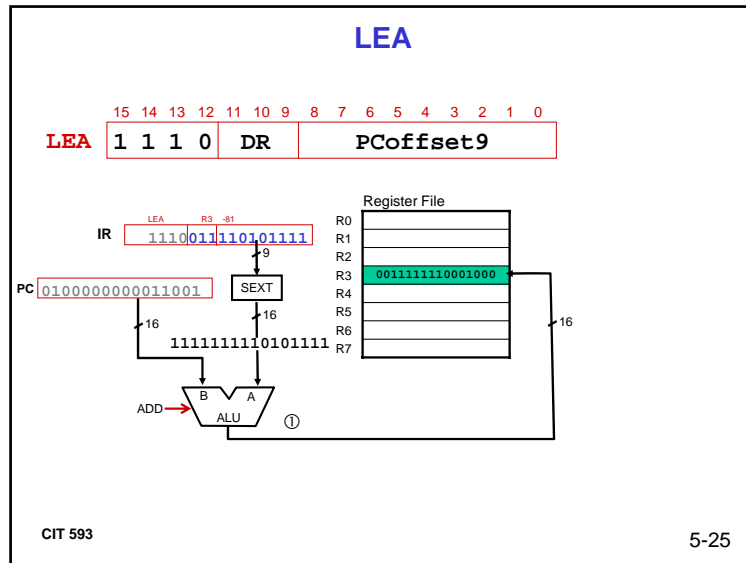 LEA
15 14 13 12 11 10 9 8 7 6 5 4 3 2 1 0
LEA 1 1 1 0 DR PCoffset9
Register File
LEA R3 -81
IR 1110011110101111
R0
R1
R2
R3 0011111110001000
R4
R5
R6
R7
9
PC 0100000000011001
SEXT
16
16
16
1111111110101111
B A
ADD
ALU
①
CIT 593
5-25